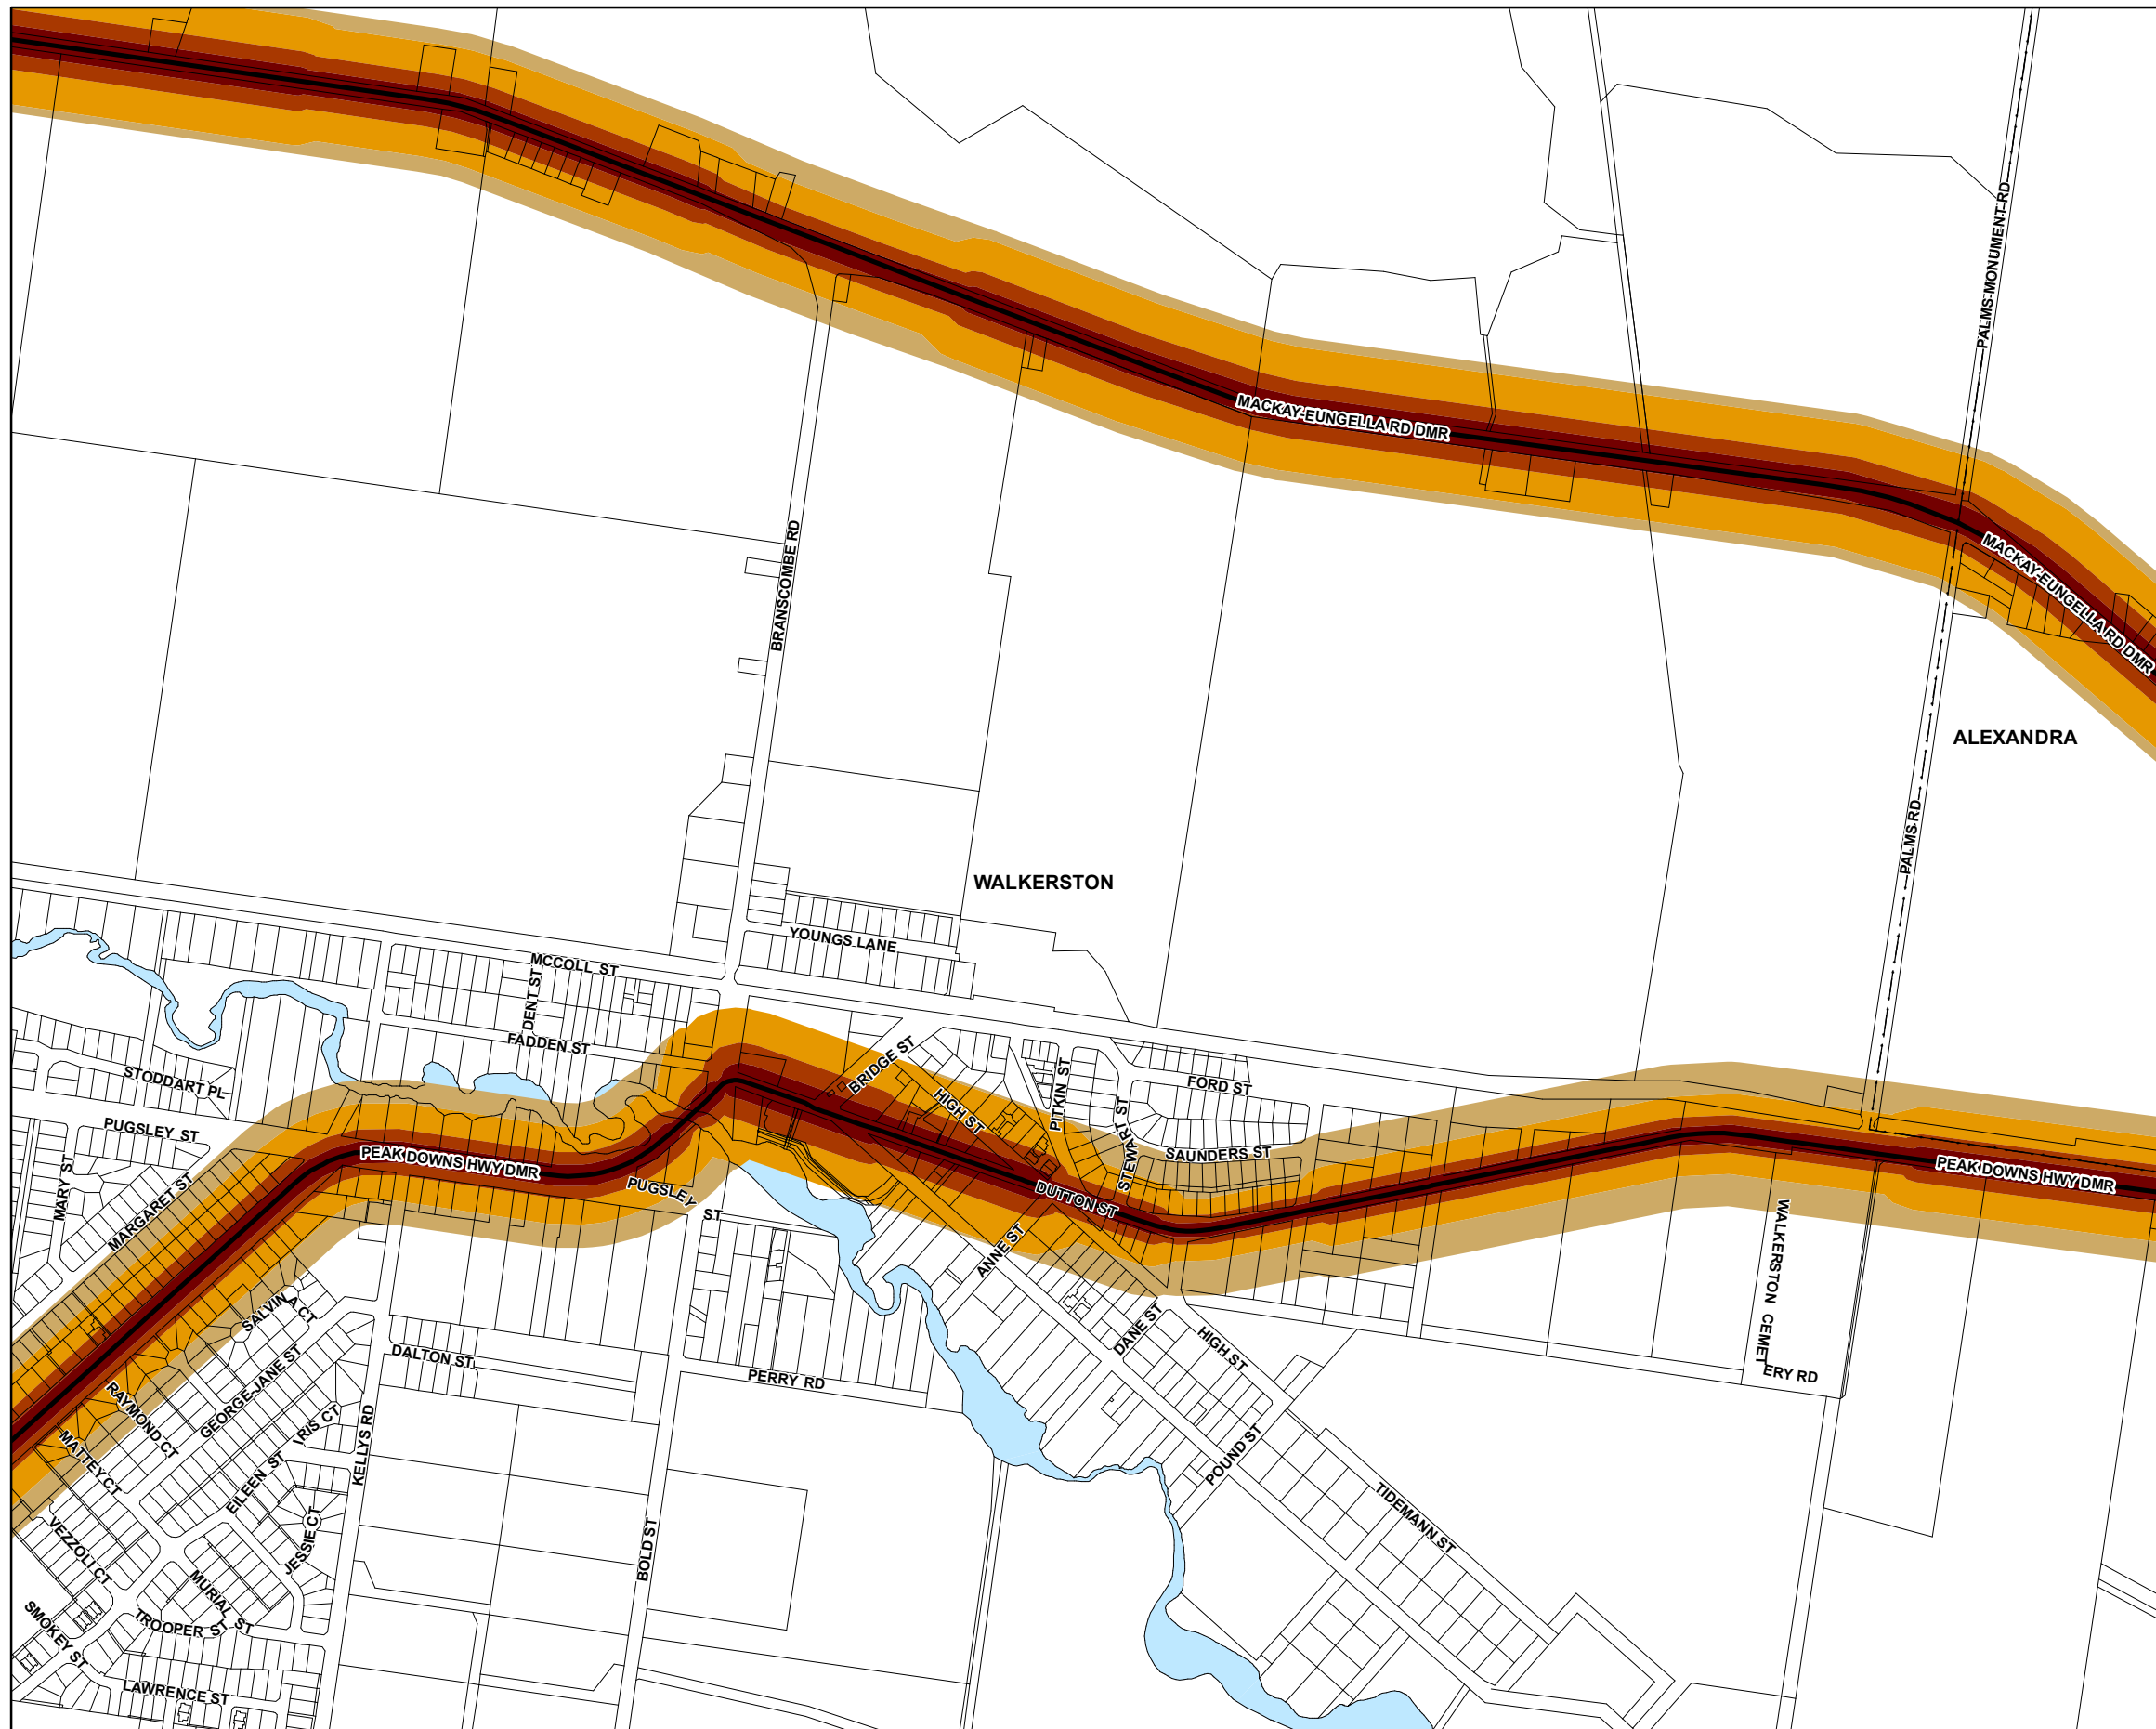 PALMS-MONUMENT-RD
MACKAY-EUNGELLA RD DMR
MACKAY-EUNGELLA RD DMR
BRANSCOMBE RD
ALEXANDRA
PALMS RD
WALKERSTON
YOUNGS LANE
MCCOLL ST
DENT ST
FADDEN ST
BRIDGE ST
STODDART PL
PITKIN ST
FORD ST
HIGH ST
PUGSLEY ST
STEWART ST
SAUNDERS ST
PEAK DOWNS HWY DMR
PEAK DOWNS HWY DMR
MARY ST
MARGARET ST
PUGSLEY ST
DUTTON ST
ANNE ST
WALKERSTON CEMETERY RD
SALVINA CT
GEORGE-JANE ST
DALTON ST
DANE ST
HIGH ST
PERRY RD
RAYMOND CT
IRIS CT
KELLYS RD
MATTEY CT
EILEEN ST
POUND ST
TIDEMANN ST
VEZZOLI CT
JESSIE CT
BOLD ST
MURIAL ST
SMOKEY ST
TROOPER ST
LAWRENCE ST